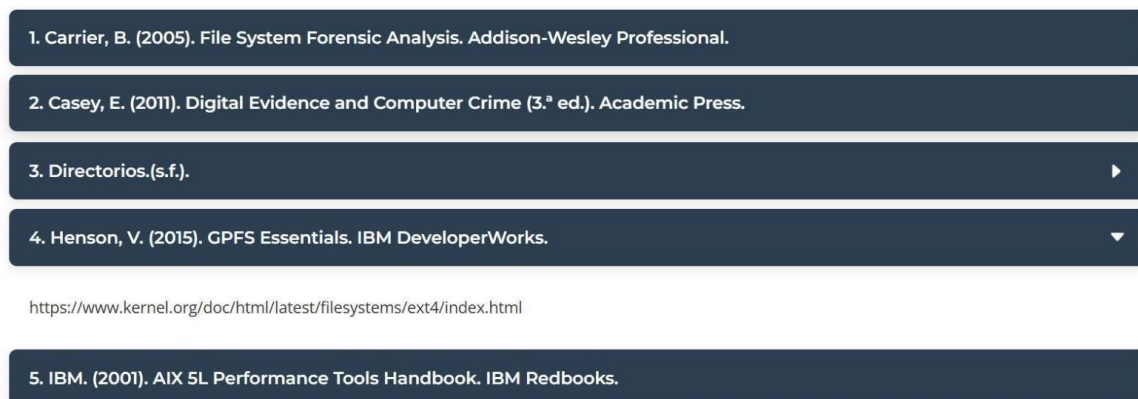 1. Carrier, B. (2005). File System Forensic Analysis. Addison-Wesley Professional.
2. Casey, E. (2011). Digital Evidence and Computer Crime (3.ª ed.). Academic Press.
3. Directorios.(s.f.).
4. Henson, V. (2015). GPFS Essentials. IBM DeveloperWorks.
https://www.kernel.org/doc/html/latest/filesystems/ext4/index.html
5. IBM. (2001). AIX 5L Performance Tools Handbook. IBM Redbooks.